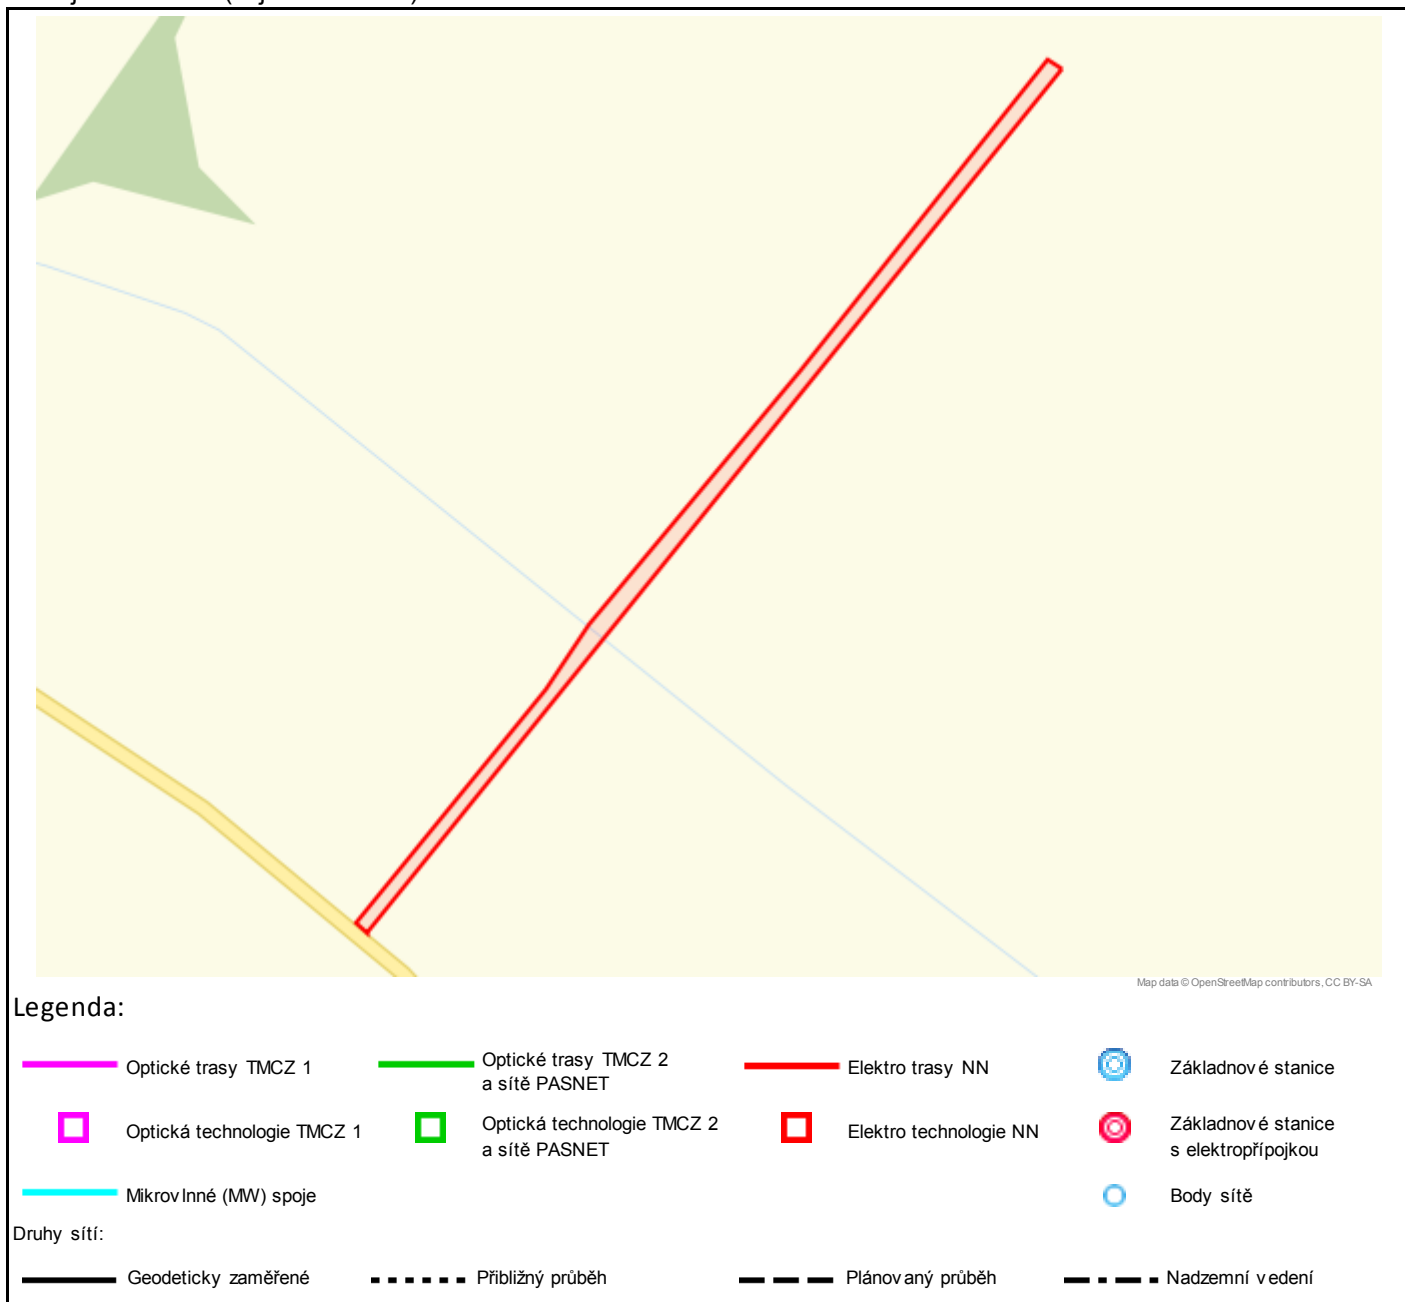 Map data © OpenStreetMap contributors, CC BY-SA
Legenda:
Optické trasy TMCZ 1
Optické trasy TMCZ 2
a sítě PASNET
Elektro trasy NN
Základnové stanice
Optická technologie TMCZ 1
Optická technologie TMCZ 2
a sítě PASNET
Elektro technologie NN
Základnové stanice
s elektropřípojkou
Mikrovlnné (MW) spoje
Body sítě
Druhy sítí:
Geodeticky zaměřené
Přibližný průběh
Plánovaný průběh
Nadzemní vedení